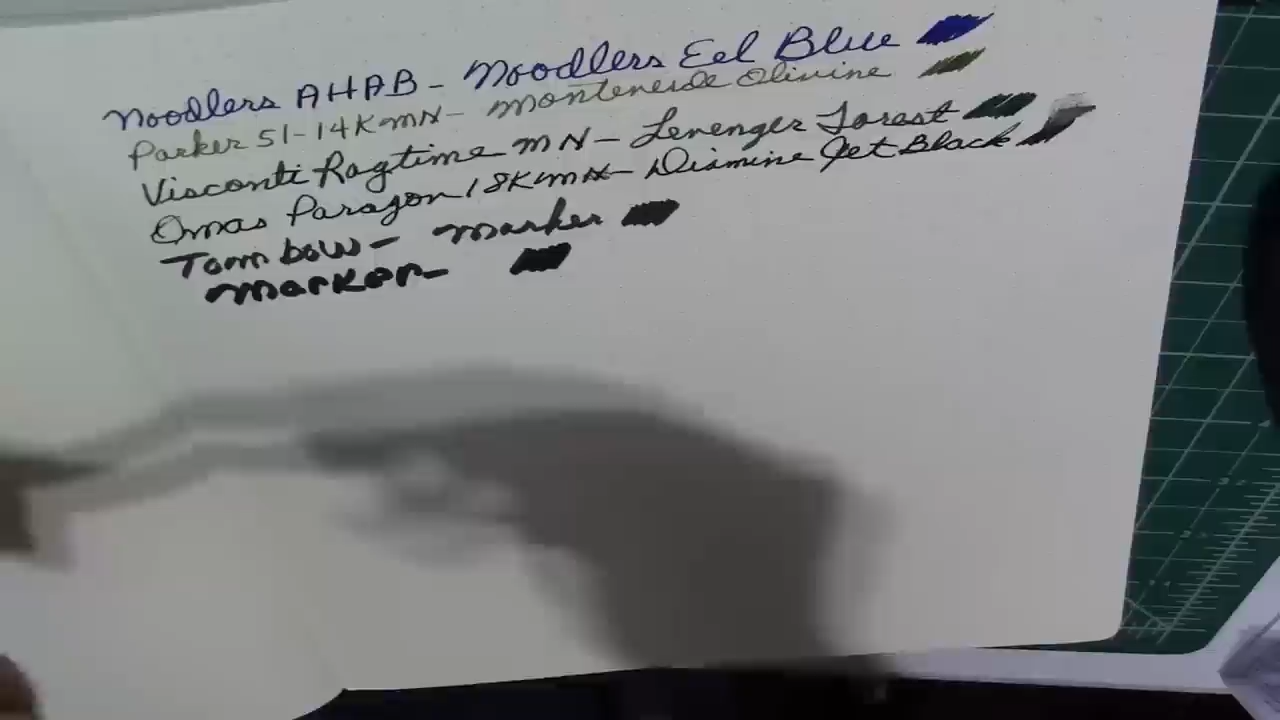 Noodlers AHAB - Noodlers Eel Blue
Parker 51-14K MN- Monteverde Olivine
Visconti Ragtime MN- Levenger Forest
Omas Paragon 18K MN- Diamine Jet Black
Tombow- Marker
Marker-